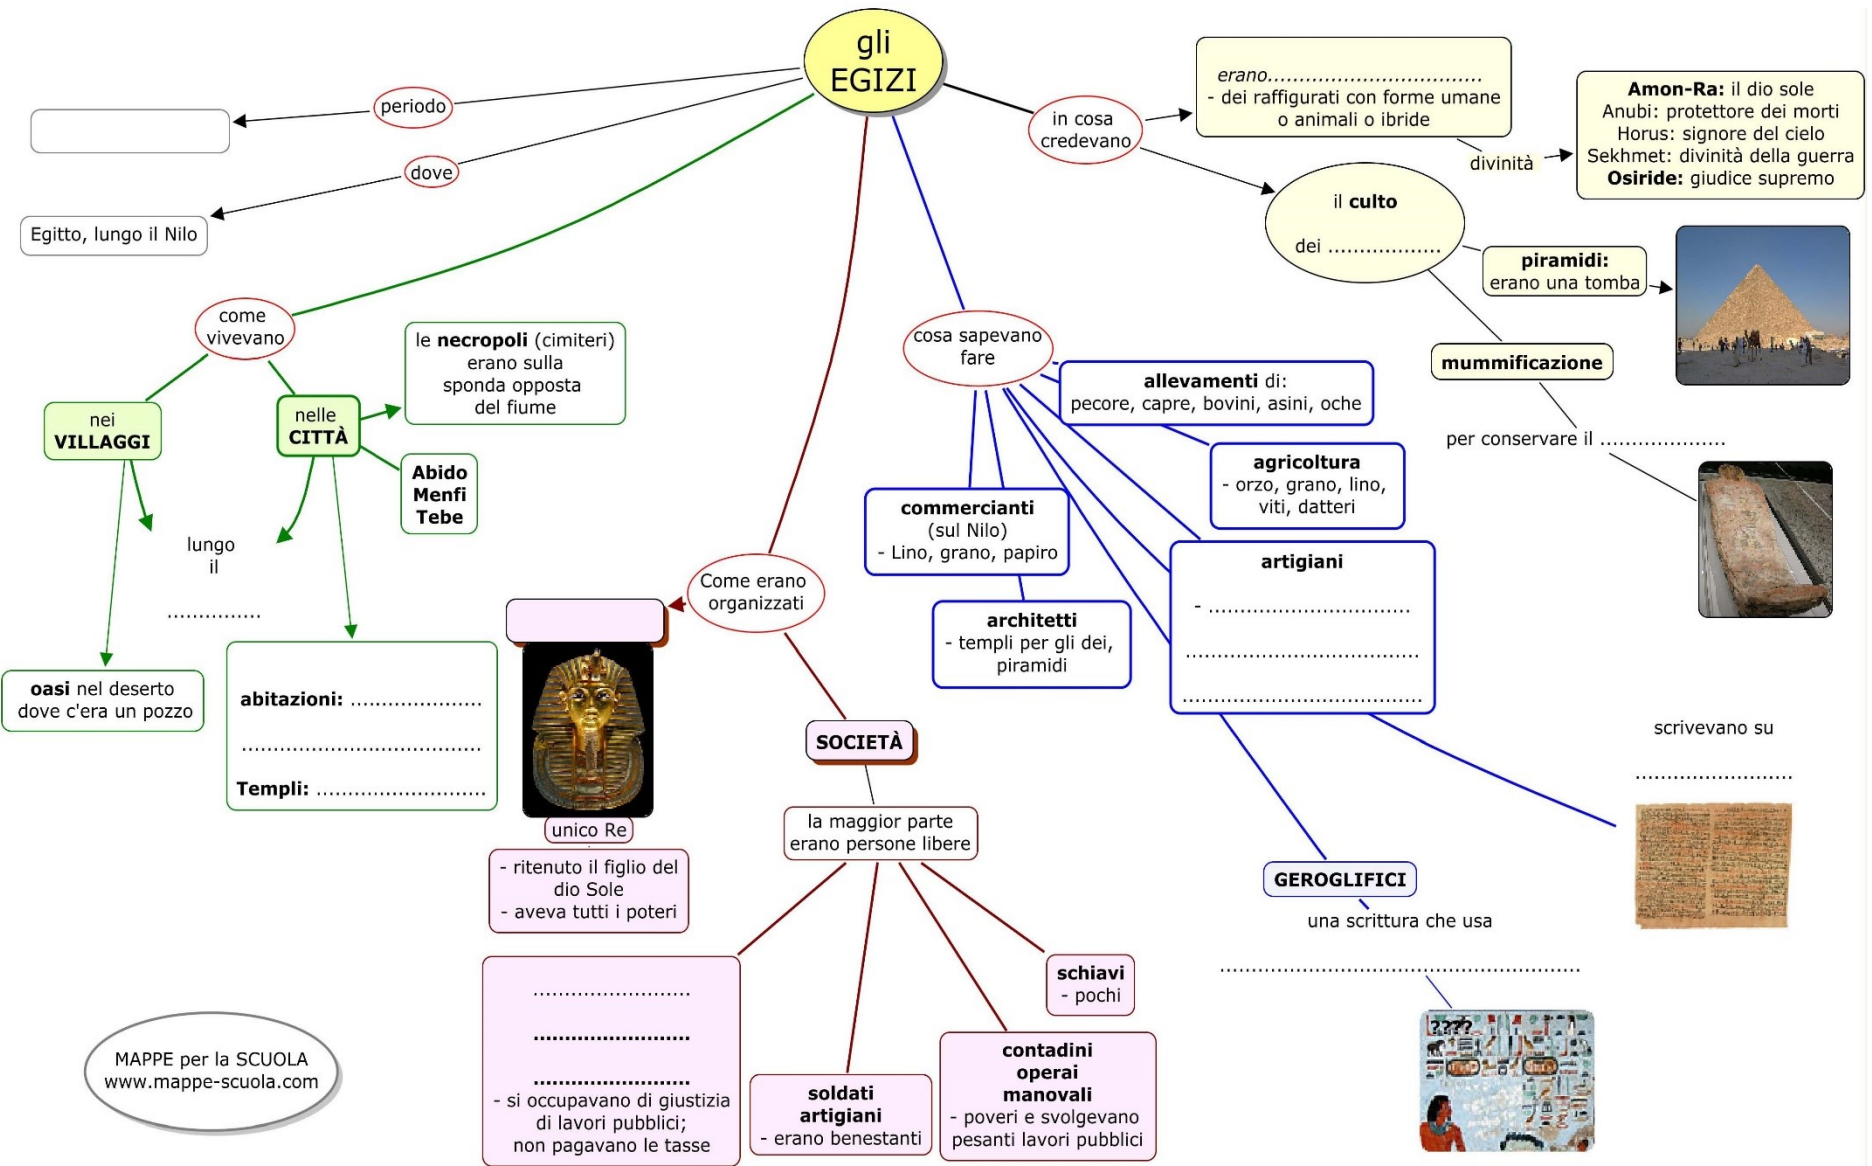 gli
EGIZI
periodo
dove
Egitto, lungo il Nilo
in cosa
credevano
erano..................................
- dei raffigurati con forme umane
o animali o ibride
divinità
Amon-Ra: il dio sole
Anubi: protettore dei morti
Horus: signore del cielo
Sekhmet: divinità della guerra
Osiride: giudice supremo
il culto
dei ..................
piramidi:
erano una tomba
mummificazione
per conservare il ....................
come
vivevano
nei
VILLAGGI
nelle
CITTÀ
le necropoli (cimiteri)
erano sulla
sponda opposta
del fiume
Abido
Menfi
Tebe
lungo
il
...............
oasi nel deserto
dove c'era un pozzo
abitazioni: .....................
......................................
Templi: ...........................
cosa sapevano
fare
allevamenti di:
pecore, capre, bovini, asini, oche
agricoltura
- orzo, grano, lino,
viti, datteri
commercianti
(sul Nilo)
- Lino, grano, papiro
architetti
- templi per gli dei,
piramidi
artigiani
- ................................
.....................................
......................................
scrivevano su
.........................
GEROGLIFICI
una scrittura che usa
.........................................................
????
Come erano
organizzati
unico Re
- ritenuto il figlio del
dio Sole
- aveva tutti i poteri
SOCIETÀ
la maggior parte
erano persone libere
.........................
.........................
.........................
- si occupavano di giustizia
di lavori pubblici;
non pagavano le tasse
soldati
artigiani
- erano benestanti
contadini
operai
manovali
- poveri e svolgevano
pesanti lavori pubblici
schiavi
- pochi
MAPPE per la SCUOLA
www.mappe-scuola.com